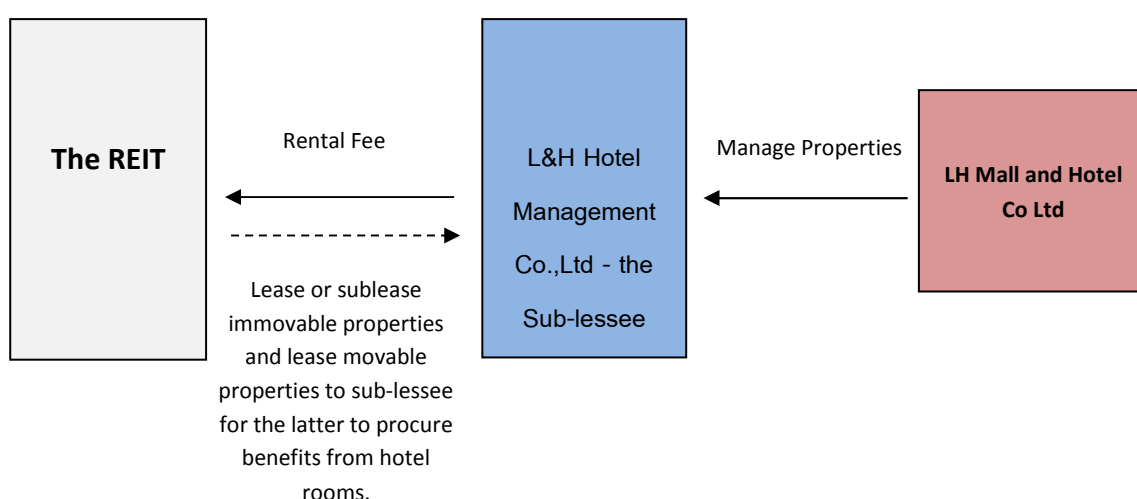 The REIT
Rental Fee
Lease or sublease
immovable properties
and lease movable
properties to sub-lessee
for the latter to procure
benefits from hotel
rooms.
L&H Hotel
Management
Co.,Ltd - the
Sub-lessee
Manage Properties
LH Mall and Hotel
Co Ltd